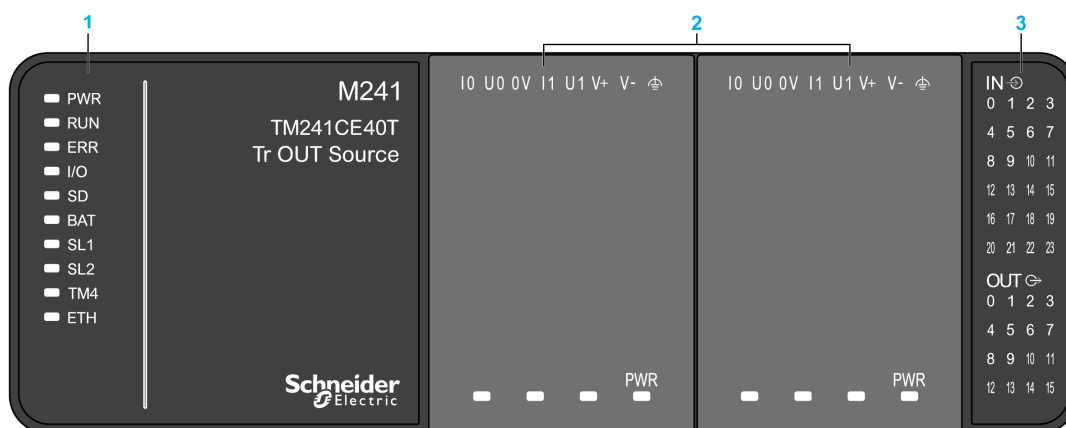 1
2
3
PWR
RUN
ERR
I/O
SD
BAT
SL1
SL2
TM4
ETH
M241
TM241CE40T
Tr OUT Source
Schneider
Electric
I0 U0 0V I1 U1 V+ V-
PWR
I0 U0 0V I1 U1 V+ V-
PWR
IN
0 1 2 3
4 5 6 7
8 9 10 11
12 13 14 15
16 17 18 19
20 21 22 23
OUT
0 1 2 3
4 5 6 7
8 9 10 11
12 13 14 15